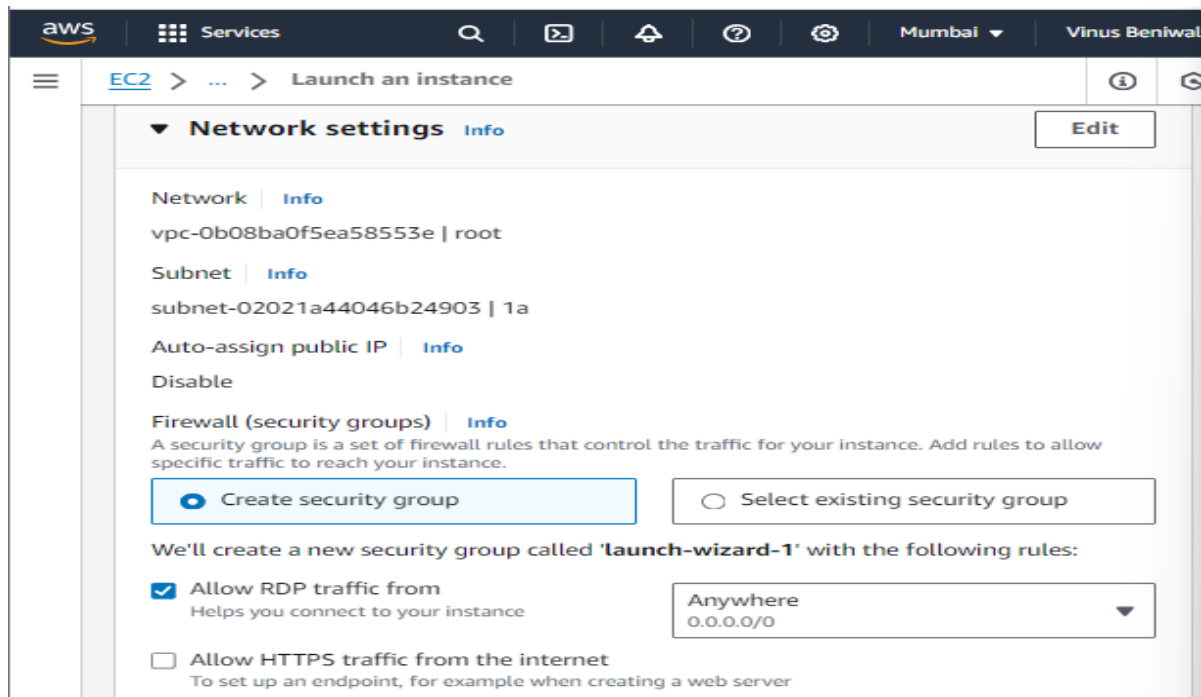 aws Services Mumbai Vinus Beniwal
EC2 > ... > Launch an instance
Network settings Info Edit
Network Info
vpc-0b08ba0f5ea58553e | root
Subnet Info
subnet-02021a44046b24903 | 1a
Auto-assign public IP Info
Disable
Firewall (security groups) Info
A security group is a set of firewall rules that control the traffic for your instance. Add rules to allow
specific traffic to reach your instance.
Create security group Select existing security group
We'll create a new security group called 'launch-wizard-1' with the following rules:
Allow RDP traffic from Anywhere
Helps you connect to your instance 0.0.0.0/0
Allow HTTPS traffic from the internet
To set up an endpoint, for example when creating a web server